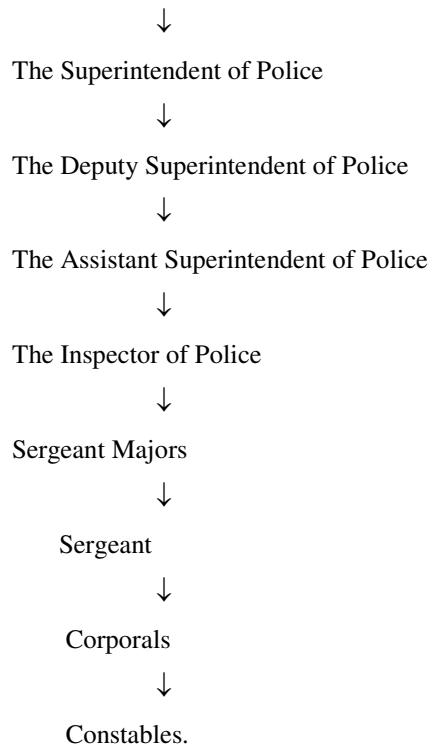 ↓
The Superintendent of Police
↓
The Deputy Superintendent of Police
↓
The Assistant Superintendent of Police
↓
The Inspector of Police
↓
Sergeant Majors
↓
Sergeant
↓
Corporals
↓
Constables.